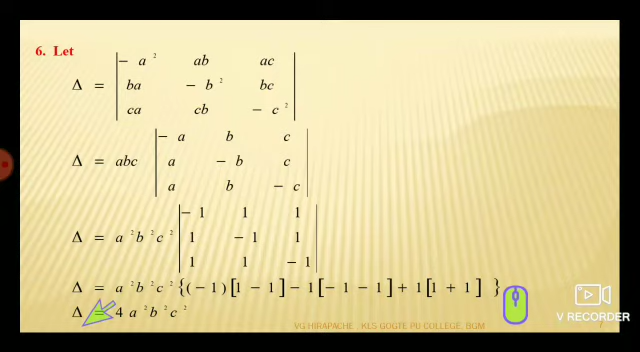 6. Let
Δ = | − a² ab ac |
| ba − b² bc |
| ca cb − c² |
Δ = abc | − a b c |
| a − b c |
| a b − c |
Δ = a²b²c² | − 1 1 1 |
| 1 − 1 1 |
| 1 1 − 1 |
Δ = a²b²c² {(− 1)[1 − 1] − 1[− 1 − 1] + 1[1 + 1] }
Δ = 4 a²b²c²
V RECORDER
VG HIRAPACHE KLS GOGTE PU COLLEGE, BGM